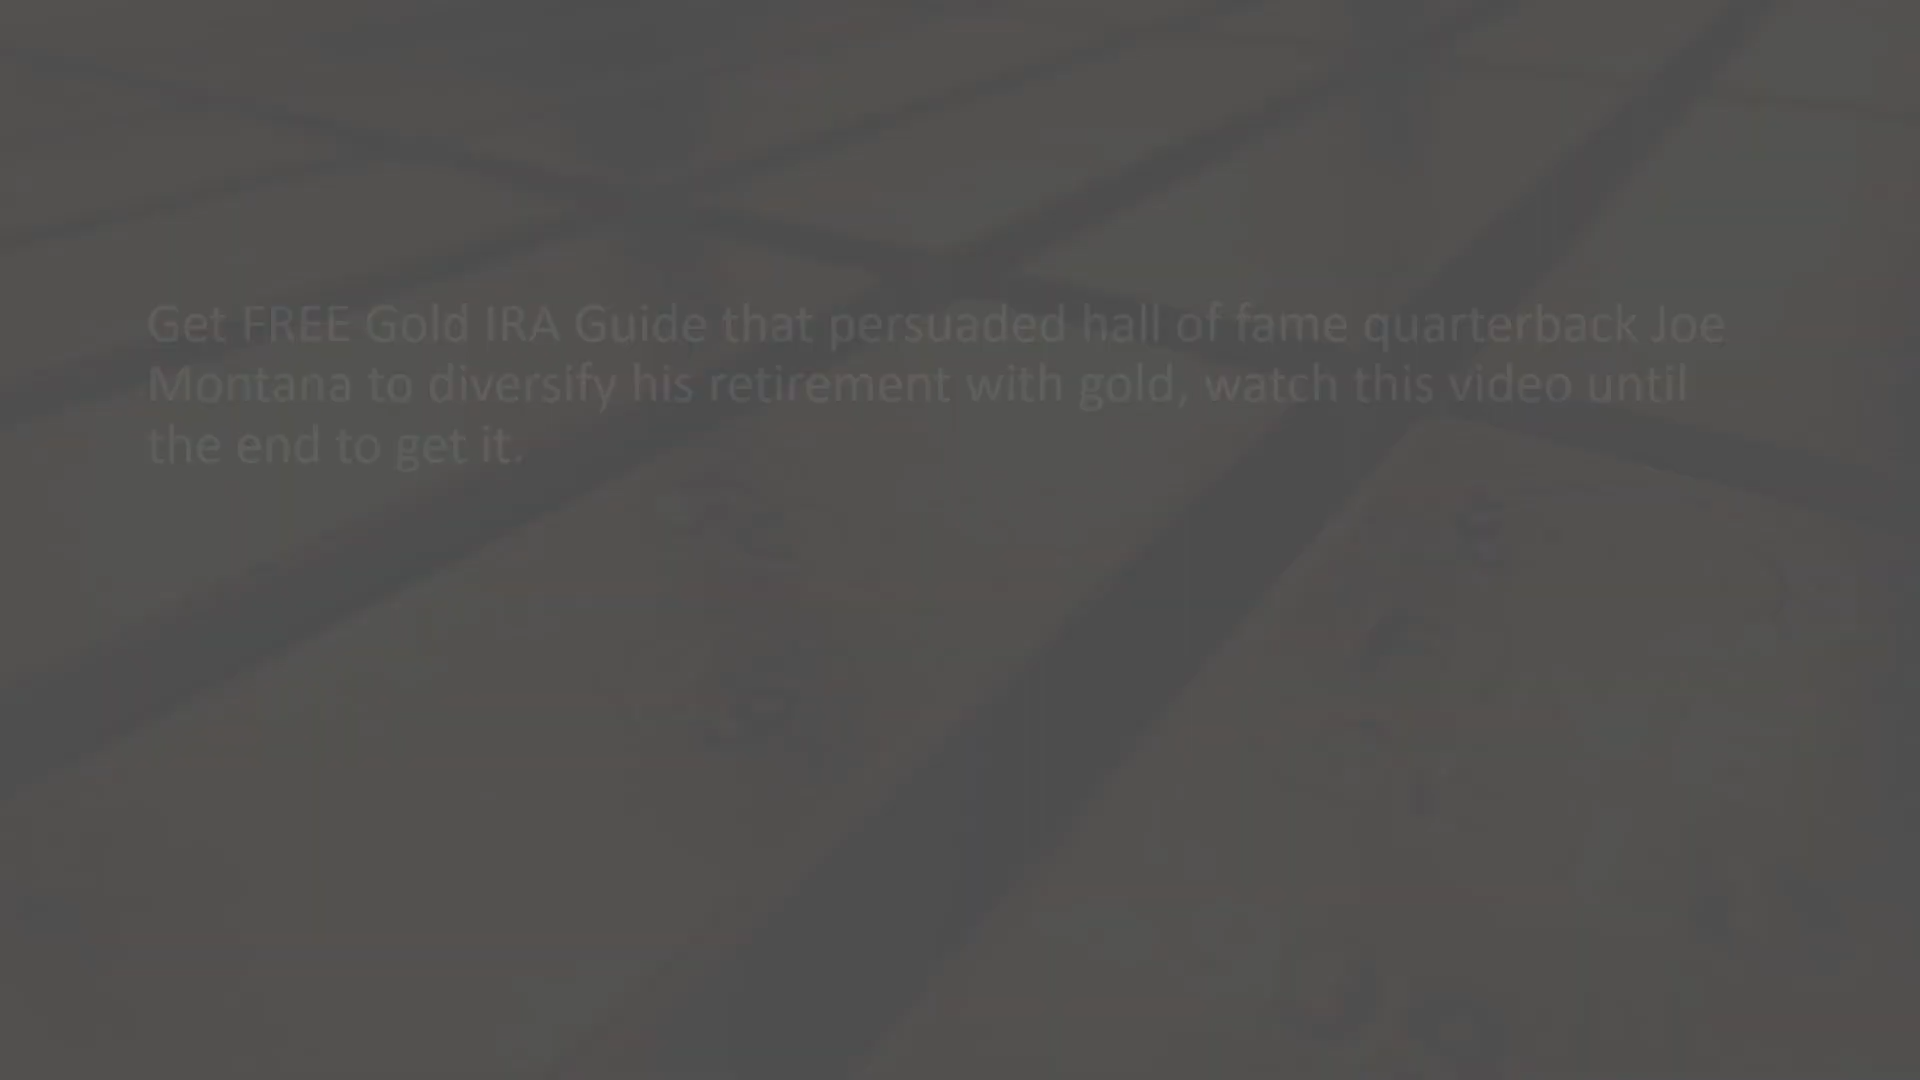 Get FREE Gold IRA Guide that persuaded hall of fame quarterback Joe
Montana to diversify his retirement with gold, watch this video until
the end to get it.